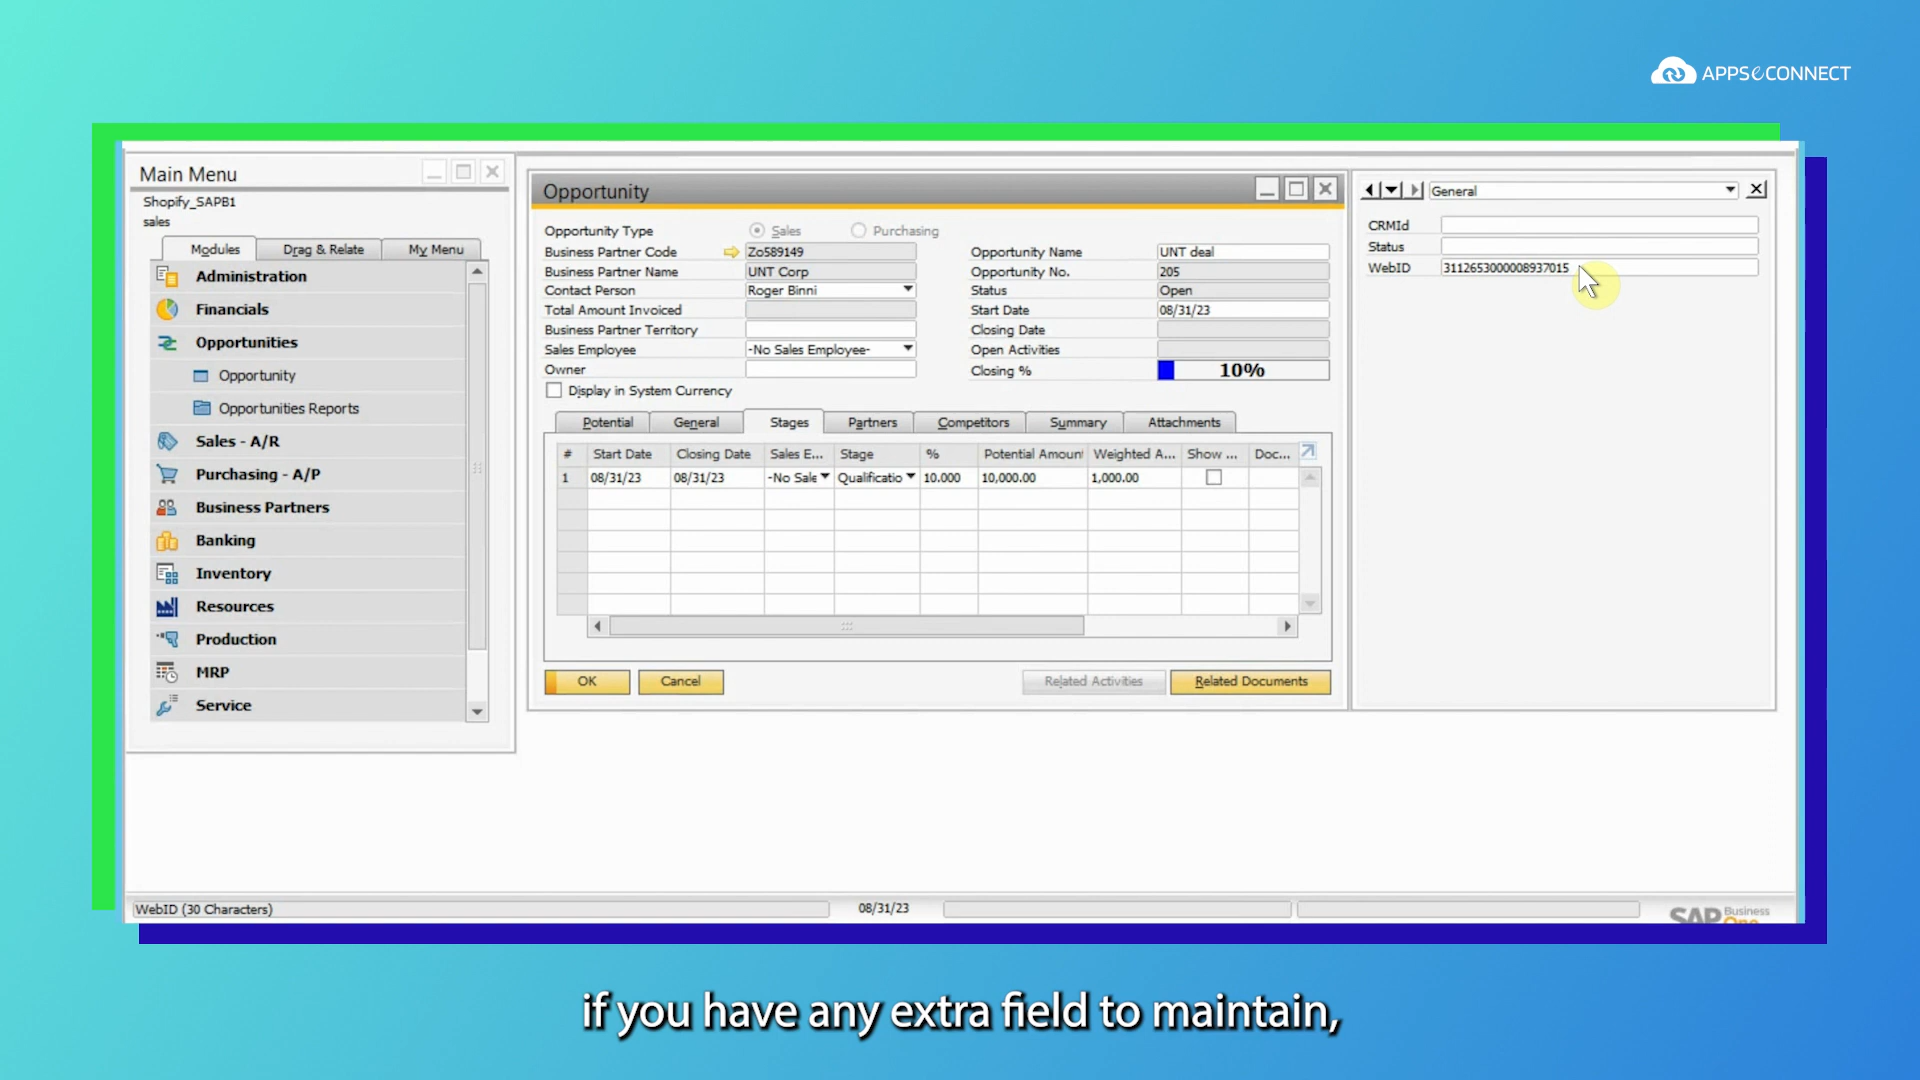 APPSeCONNECT
Main Menu
Shopify_SAPB1
sales
Modules
Drag & Relate
My Menu
Administration
Financials
Opportunities
Opportunity
Opportunities Reports
Sales - A/R
Purchasing - A/P
Business Partners
Banking
Inventory
Resources
Production
MRP
Service
Opportunity
Opportunity Type Sales Purchasing
Business Partner Code Zo589149
Business Partner Name UNT Corp
Contact Person Roger Binni
Total Amount Invoiced
Business Partner Territory
Sales Employee -No Sales Employee-
Owner
Display in System Currency
Opportunity Name UNT deal
Opportunity No. 205
Status Open
Start Date 08/31/23
Closing Date
Open Activities
Closing % 10%
Potential General Stages Partners Competitors Summary Attachments
# Start Date Closing Date Sales E... Stage % Potential Amount Weighted A... Show ... Doc...
1 08/31/23 08/31/23 -No Sale Qualificatio 10.000 10,000.00 1,000.00
OK Cancel Related Activities Related Documents
General
CRMId
Status
WebID 3112653000008937015
WebID (30 Characters) 08/31/23
SAP Business One
if you have any extra field to maintain,